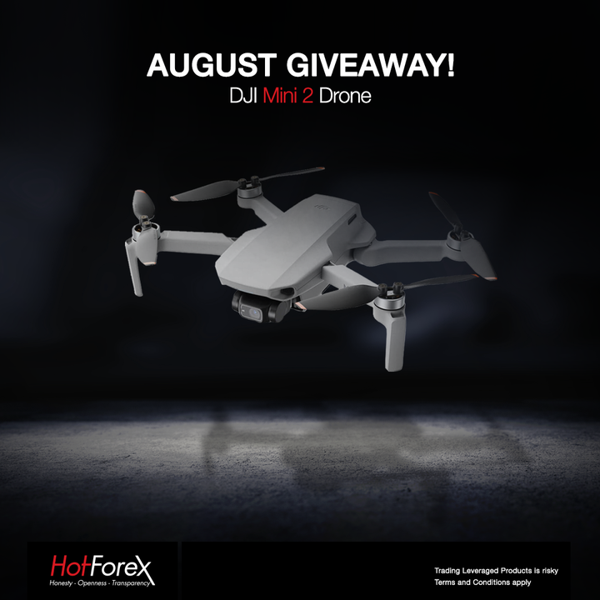 AUGUST GIVEAWAY!
DJI Mini 2 Drone
HotForex
Honesty - Openness - Transparency
Trading Leveraged Products is risky
Terms and Conditions apply